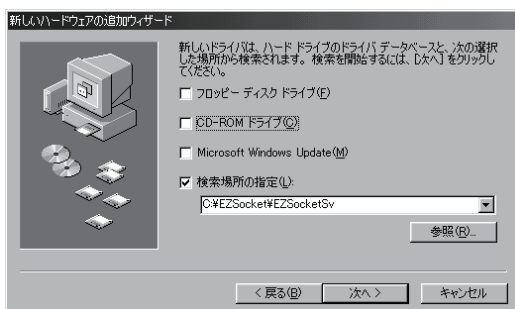 新しいハードウェアの追加ウィザード
新しいドライバは、ハード ドライブのドライバ データベースと、次の選択
した場所から検索されます。検索を開始するには、[次へ] をクリックし
てください。
フロッピー ディスク ドライブ(F)
CD-ROM ドライブ(C)
Microsoft Windows Update(M)
検索場所の指定(L):
C:¥EZSocket¥EZSocketSv
参照(R)...
< 戻る(B)
次へ >
キャンセル